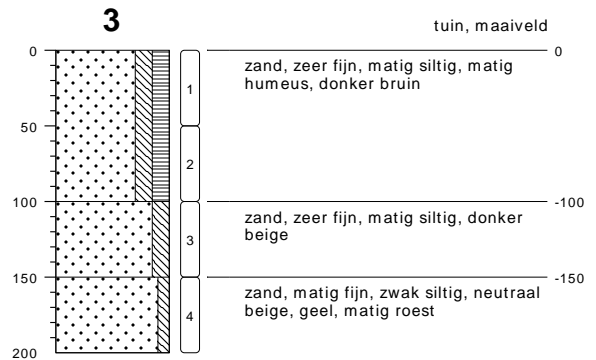 3
tuin, maaiveld
0
0
zand, zeer fijn, matig siltig, matig
humeus, donker bruin
1
50
2
100
-100
zand, zeer fijn, matig siltig, donker
beige
3
150
-150
zand, matig fijn, zwak siltig, neutraal
beige, geel, matig roest
4
200